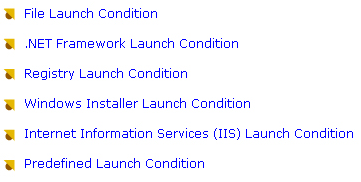 File Launch Condition
.NET Framework Launch Condition
Registry Launch Condition
Windows Installer Launch Condition
Internet Information Services (IIS) Launch Condition
Predefined Launch Condition